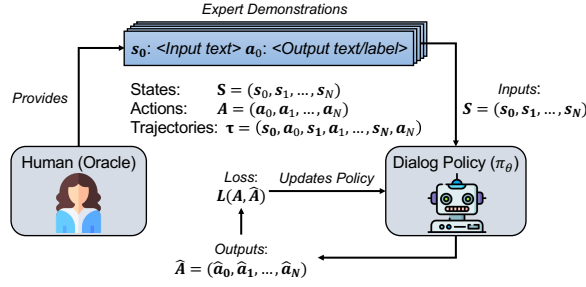 Expert Demonstrations
s₀: <Input text> a₀: <Output text/label>
Provides
States: S = (s₀, s₁, ..., s_N)
Actions: A = (a₀, a₁, ..., a_N)
Trajectories: τ = (s₀, a₀, s₁, a₁, ..., s_N, a_N)
Inputs:
S = (s₀, s₁, ..., s_N)
Human (Oracle)
Dialog Policy (π_θ)
Loss:
L(A, Â)
Updates Policy
Outputs:
Â = (â₀, â₁, ..., â_N)